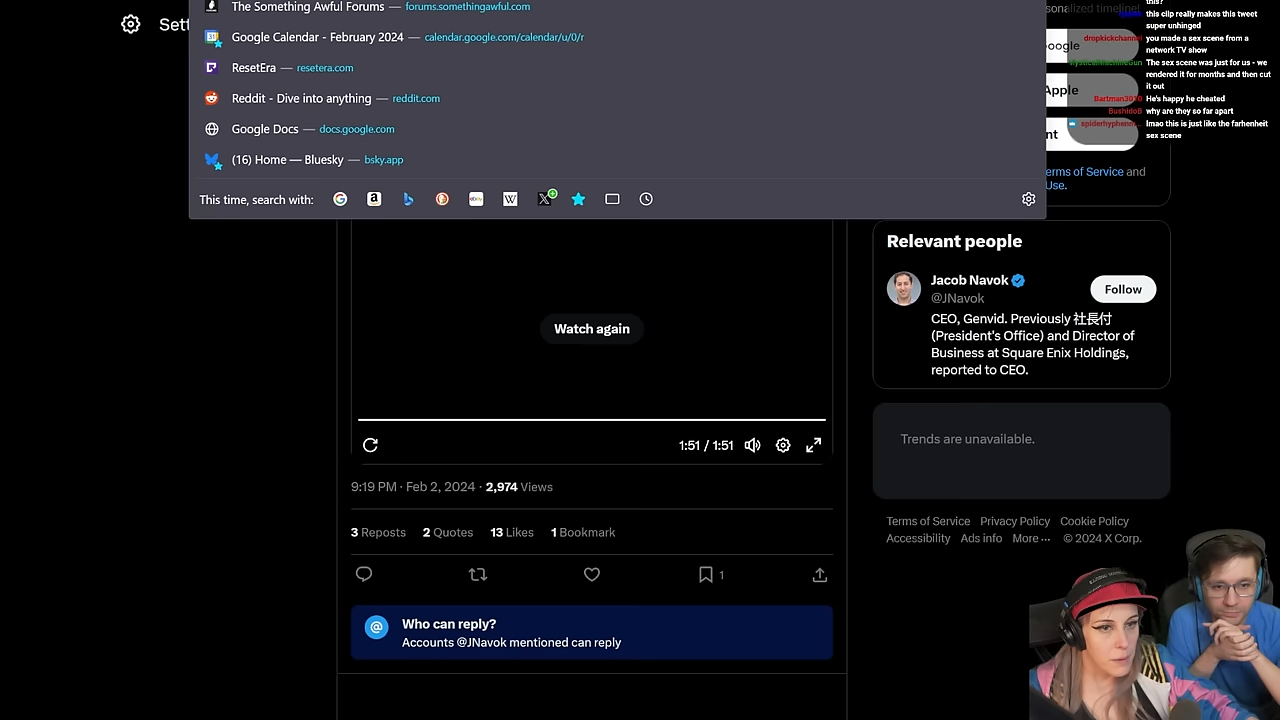 Sett
The Something Awful Forums — forums.somethingawful.com
Google Calendar - February 2024 — calendar.google.com/calendar/u/0/r
ResetEra — resetera.com
Reddit - Dive into anything — reddit.com
Google Docs — docs.google.com
(16) Home — Bluesky — bsky.app
This time, search with:
sonalized timeline!
oogle
Apple
nt
erms of Service and
Use.
this?
this clip really makes this tweet
super unhinged
dropkickchannel you made a sex scene from a
network TV show
The sex scene was just for us - we
rendered it for months and then cut
it out
He's happy he cheated
BushidoB why are they so far apart
lmao this is just like the farhenheit
sex scene
Watch again
1:51 / 1:51
9:19 PM · Feb 2, 2024 · 2,974 Views
3 Reposts 2 Quotes 13 Likes 1 Bookmark
1
Who can reply?
Accounts @JNavok mentioned can reply
Relevant people
Jacob Navok
@JNavok
Follow
CEO, Genvid. Previously 社長付
(President's Office) and Director of
Business at Square Enix Holdings,
reported to CEO.
Trends are unavailable.
Terms of Service Privacy Policy Cookie Policy
Accessibility Ads info More ··· © 2024 X Corp.